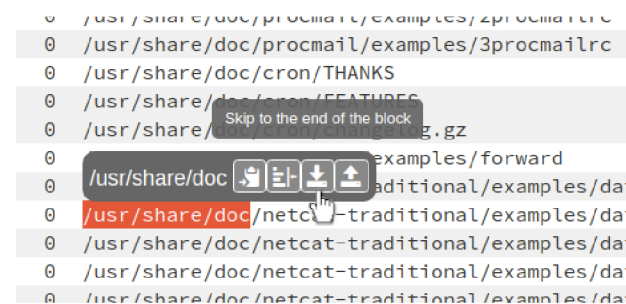 0 /usr/share/doc/procmail/examples/2procmailrc
0 /usr/share/doc/procmail/examples/3procmailrc
0 /usr/share/doc/cron/THANKS
0 /usr/share/doc/cron/FEATURES
Skip to the end of the block
0 /usr/share/doc/cron/changelog.gz
0 examples/forward
/usr/share/doc
0 aditional/examples/da
0 /usr/share/doc/netcat-traditional/examples/da
0 /usr/share/doc/netcat-traditional/examples/da
0 /usr/share/doc/netcat-traditional/examples/da
0 /usr/share/doc/netcat-traditional/examples/da